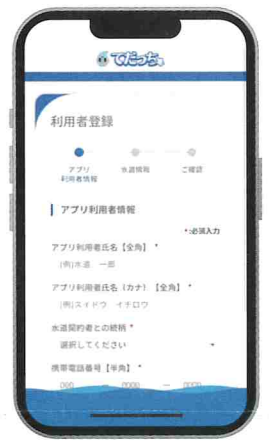 てだっち
利用者登録
アプリ
利用者情報
水道情報
ご確認
アプリ利用者情報
*:必須入力
アプリ利用者氏名【全角】 *
(例)水道 一郎
アプリ利用者氏名（カナ）【全角】 *
(例)スイドウ イチロウ
水道契約者との続柄 *
選択してください
携帯電話番号【半角】 *